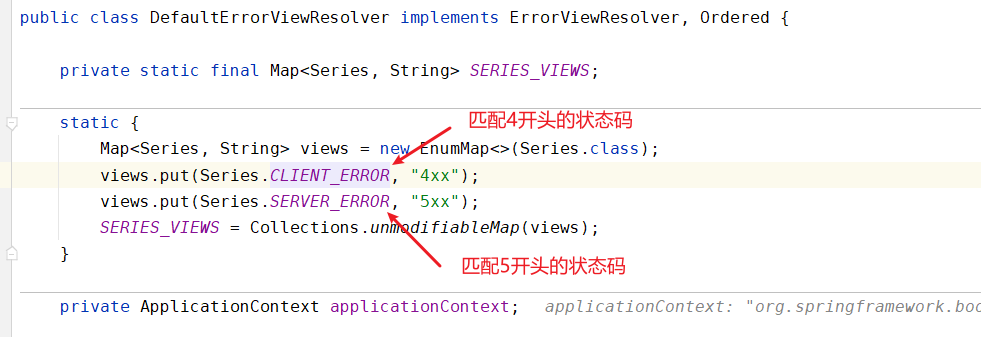 public class DefaultErrorViewResolver implements ErrorViewResolver, Ordered {
private static final Map<Series, String> SERIES_VIEWS;
static {
匹配4开头的状态码
Map<Series, String> views = new EnumMap<>(Series.class);
views.put(Series.CLIENT_ERROR, "4xx");
views.put(Series.SERVER_ERROR, "5xx");
SERIES_VIEWS = Collections.unmodifiableMap(views);
}
匹配5开头的状态码
private ApplicationContext applicationContext; applicationContext: "org.springframework.boo